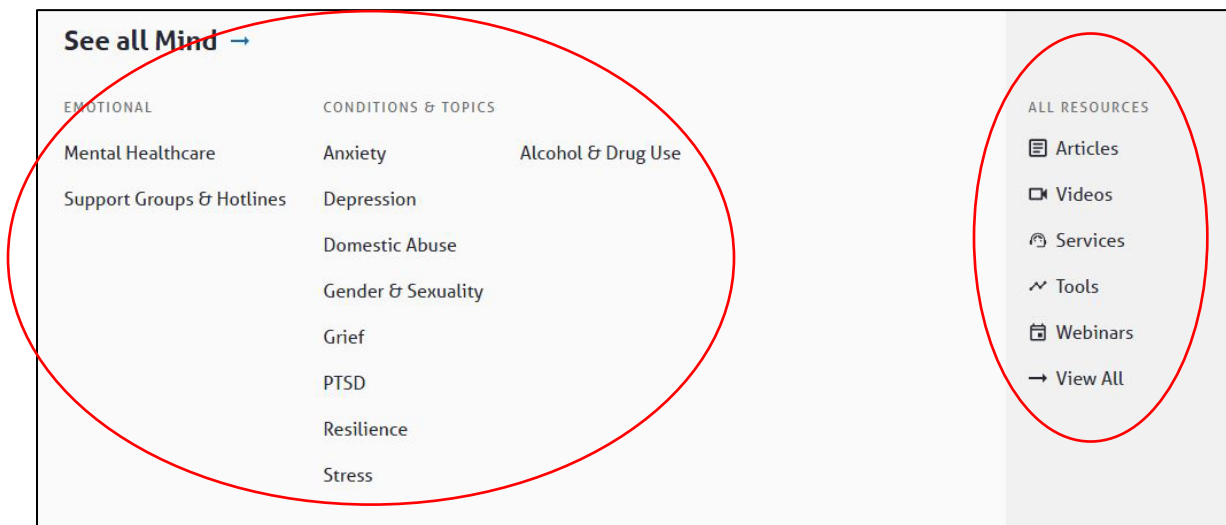 See all Mind →
EMOTIONAL
Mental Healthcare
Support Groups & Hotlines
CONDITIONS & TOPICS
Anxiety
Depression
Domestic Abuse
Gender & Sexuality
Grief
PTSD
Resilience
Stress
Alcohol & Drug Use
ALL RESOURCES
Articles
Videos
Services
Tools
Webinars
→ View All